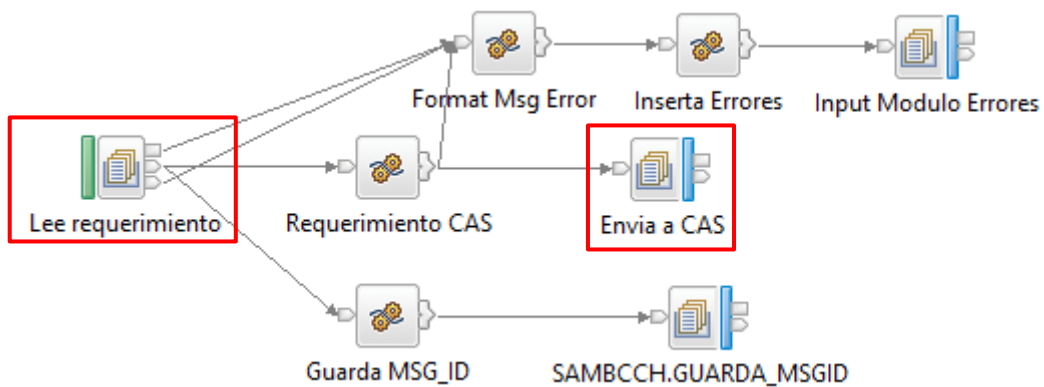 Format Msg Error
Inserta Errores
Input Modulo Errores
Lee requerimiento
Requerimiento CAS
Envia a CAS
Guarda MSG_ID
SAMBCCH.GUARDA_MSGID